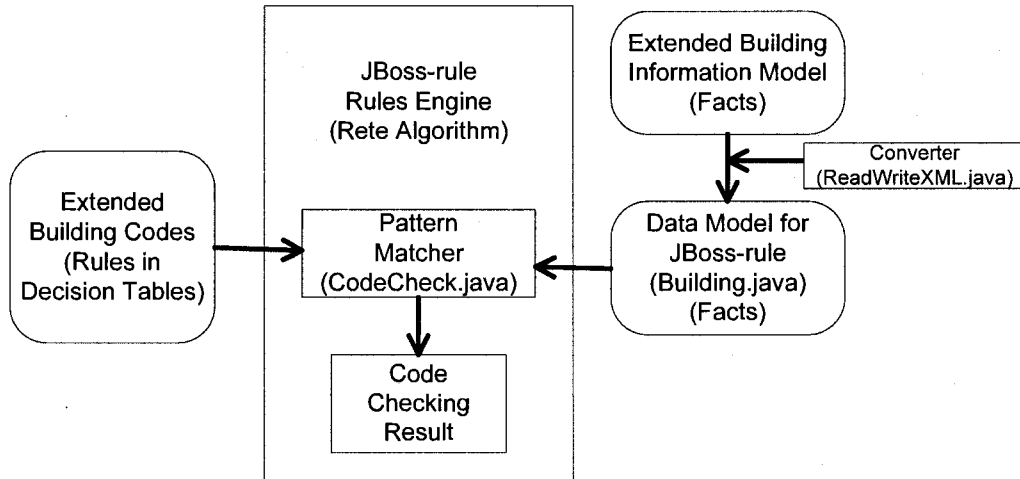 JBoss-rule
Rules Engine
(Rete Algorithm)
Extended Building
Information Model
(Facts)
Converter
(ReadWriteXML.java)
Extended
Building Codes
(Rules in
Decision Tables)
Pattern
Matcher
(CodeCheck.java)
Data Model for
JBoss-rule
(Building.java)
(Facts)
Code
Checking
Result